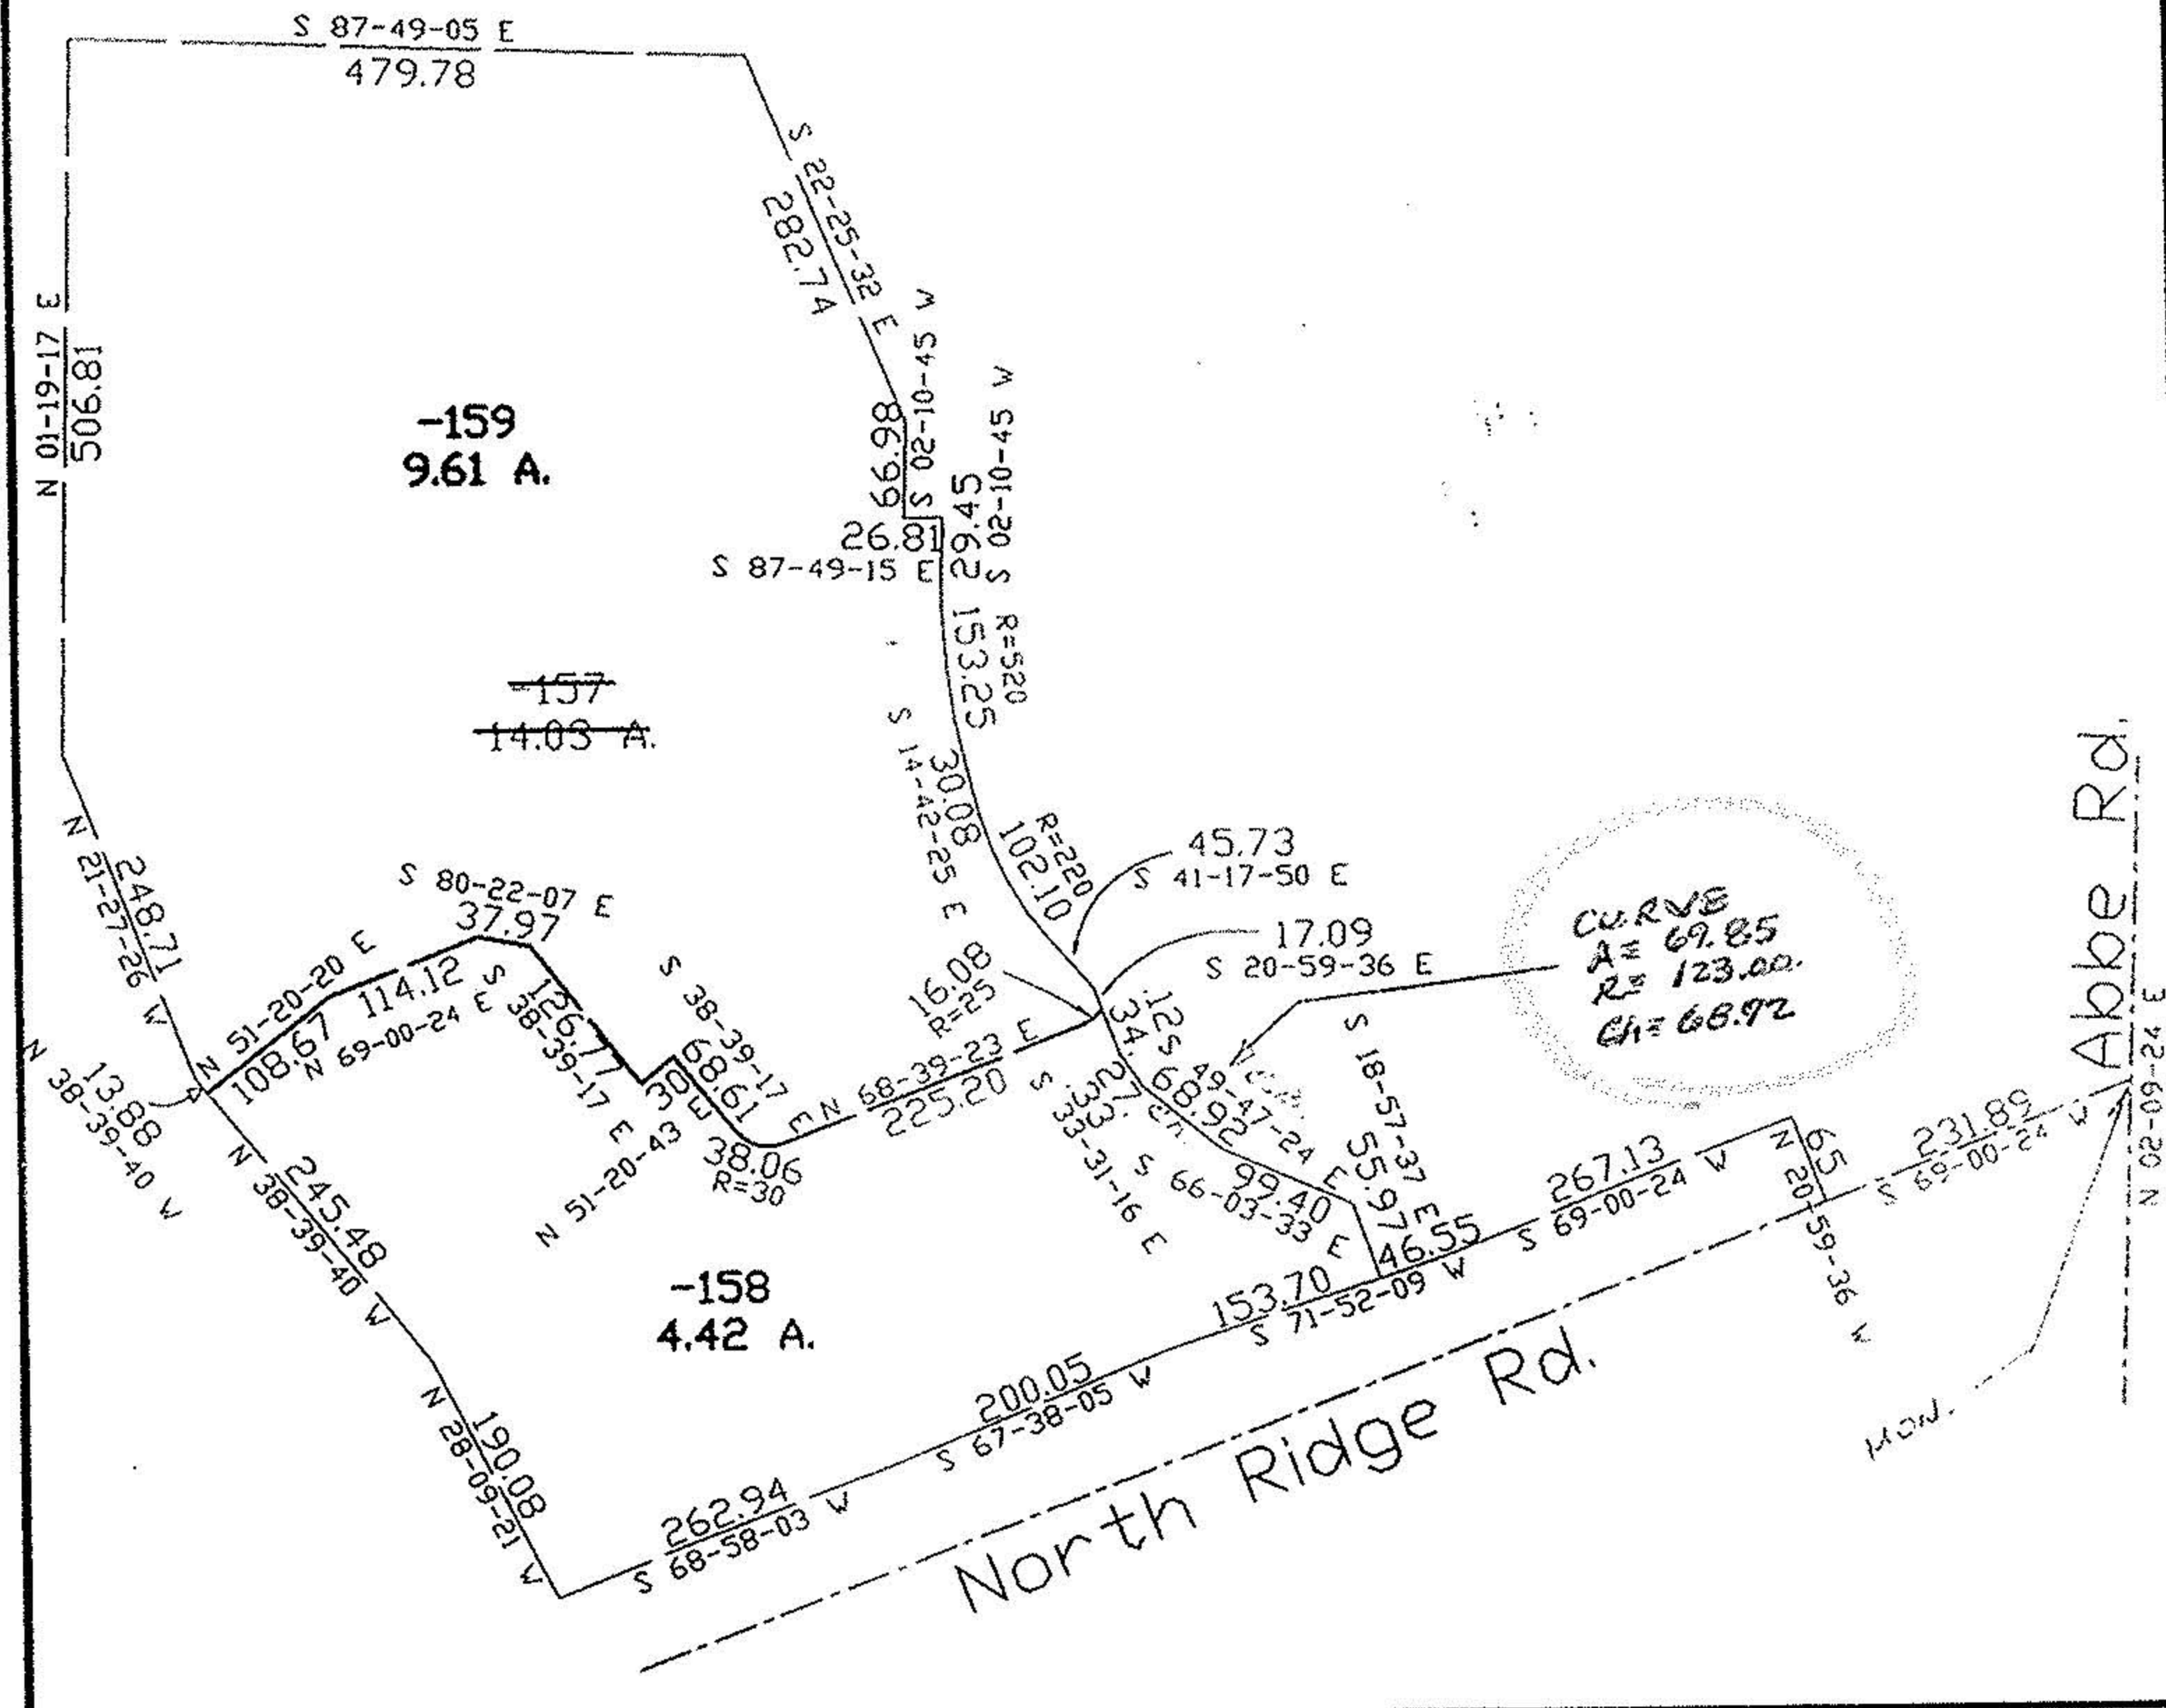 S 87-49-05 E
479.78
S 22-25-32 E
282.74
N 01-19-17 E
506.81
-159
9.61 A.
66.98
S 02-10-45 W
26.81
S 87-49-15 E
29.45
S 02-10-45 W
153.25
R=520
-157
14.03 A.
30.08
S 14-42-25 E
R=220
102.10
45.73
S 41-17-50 E
17.09
S 20-59-36 E
CURVE
A= 69.85
R= 123.00.
Ch= 68.92
Abbe Rd.
N 02-09-24 E
248.71
N 21-27-26 W
S 80-22-07 E
37.97
N 51-20-20 E
108.67
114.12
N 69-00-24 E
126.77
S 38-39-17 E
S 38-39-17 E
68.61
30
N 51-20-43 E
38.06
R=30
N 68-39-23 E
225.20
16.08
R=25
34.12
27.33
S 33-31-16 E
S 49-47-24 E
68.92
Ch.
99.40
S 66-03-33 E
S 18-57-37 E
55.97
46.55
267.13
S 69-00-24 W
65
N 20-59-36 W
231.89
S 69-00-24 W
MON.
13.88
N 38-39-40 W
245.48
N 38-39-40 W
190.08
N 28-09-21 W
-158
4.42 A.
153.70
S 71-52-09 W
200.05
S 67-38-05 W
262.94
S 68-58-03 W
North Ridge Rd.